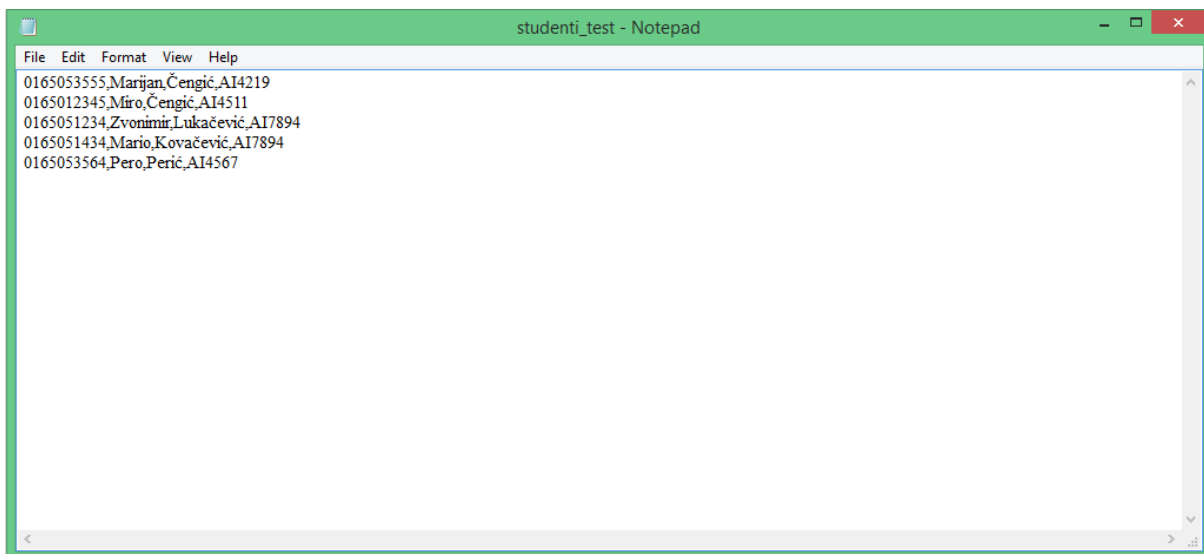 studenti_test - Notepad
File Edit Format View Help
0165053555,Marijan,Čengić,AI4219
0165012345,Miro,Čengić,AI4511
0165051234,Zvonimir,Lukačević,AI7894
0165051434,Mario,Kovačević,AI7894
0165053564,Pero,Perić,AI4567